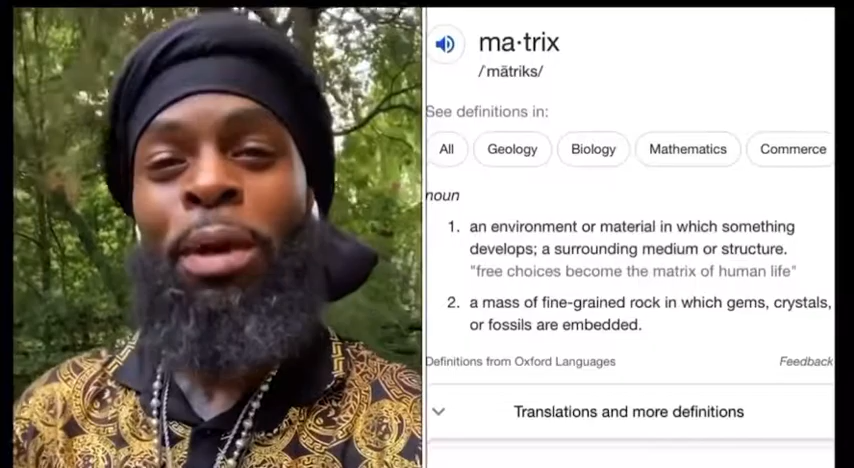 ma·trix
/ˈmātriks/
See definitions in:
All Geology Biology Mathematics Commerce
noun
1. an environment or material in which something
develops; a surrounding medium or structure.
"free choices become the matrix of human life"
2. a mass of fine-grained rock in which gems, crystals,
or fossils are embedded.
Definitions from Oxford Languages Feedback
Translations and more definitions